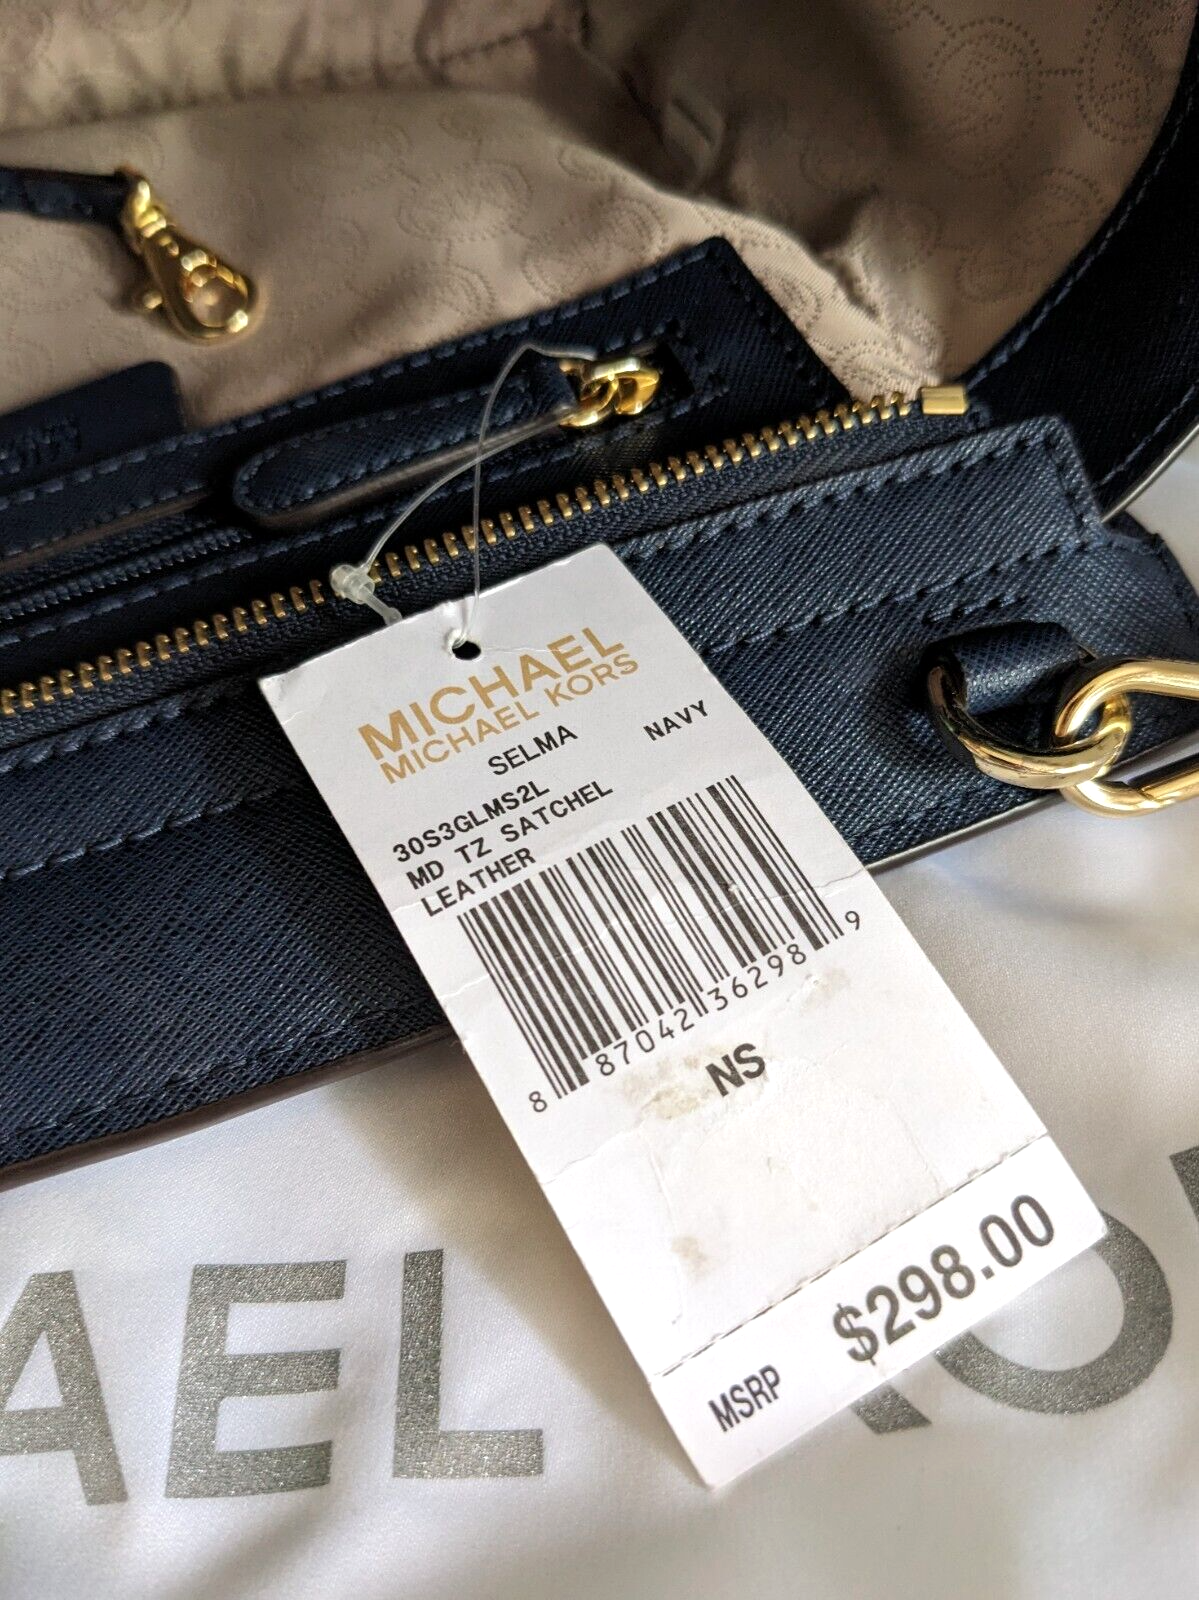 MICHAEL
MICHAEL KORS
SELMA NAVY
30S3GLMS2L
MD TZ SATCHEL
LEATHER
8 87042 36298 9
NS
MSRP $298.00
AEL KO